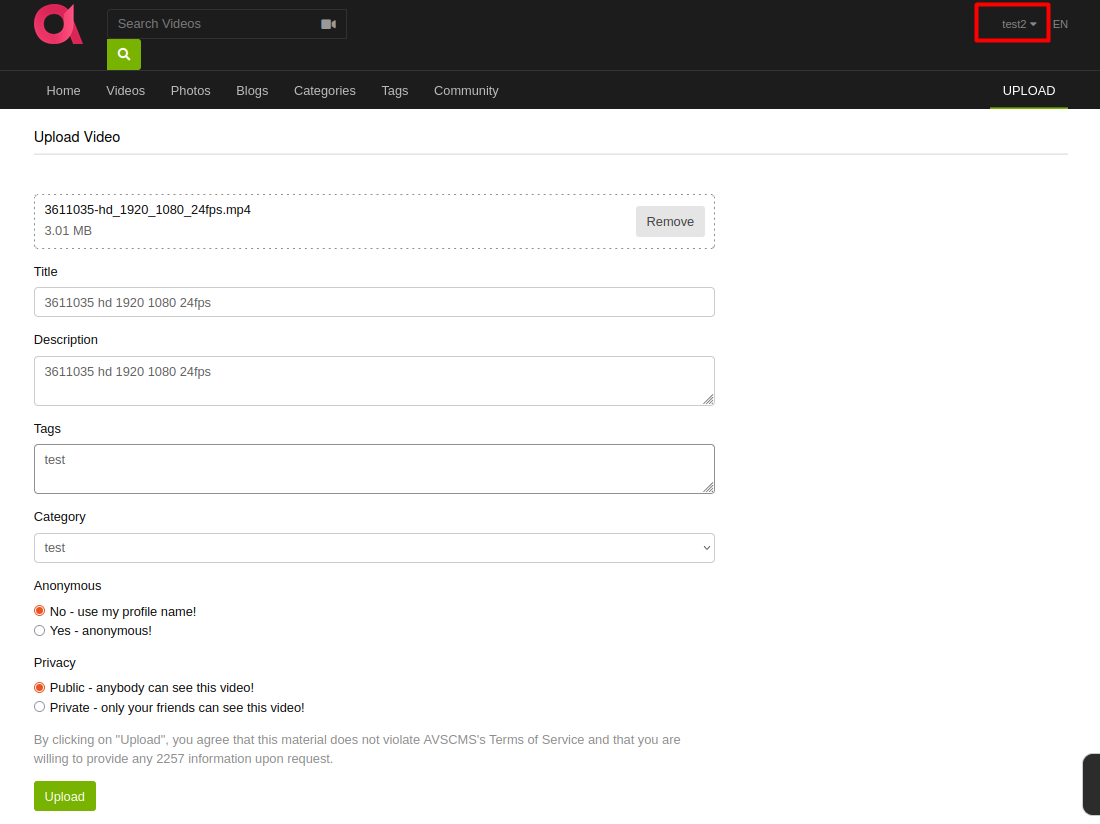 Search Videos
test2
EN
Home
Videos
Photos
Blogs
Categories
Tags
Community
UPLOAD
Upload Video
3611035-hd_1920_1080_24fps.mp4
3.01 MB
Remove
Title
3611035 hd 1920 1080 24fps
Description
3611035 hd 1920 1080 24fps
Tags
test
Category
test
Anonymous
No - use my profile name!
Yes - anonymous!
Privacy
Public - anybody can see this video!
Private - only your friends can see this video!
By clicking on "Upload", you agree that this material does not violate AVSCMS's Terms of Service and that you are
willing to provide any 2257 information upon request.
Upload